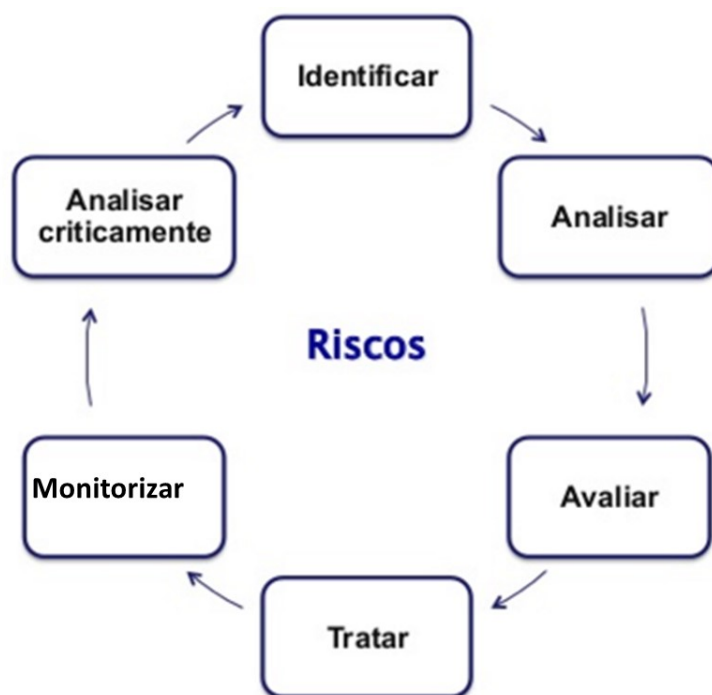 Identificar
Analisar
Avaliar
Tratar
Monitorizar
Analisar
criticamente
Riscos